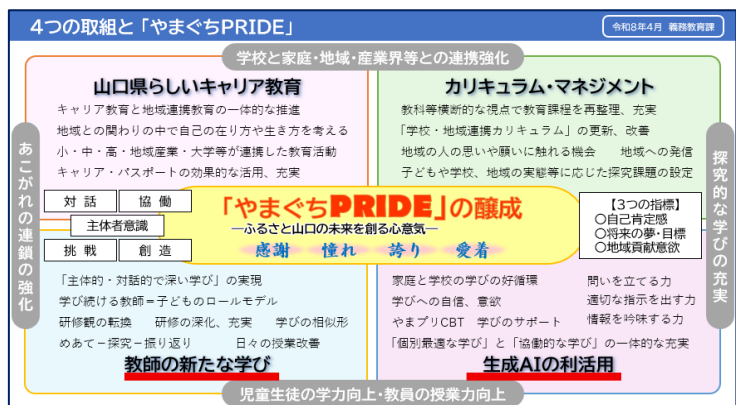 4つの取組と「やまぐちPRIDE」
令和8年4月 義務教育課
学校と家庭・地域・産業界等との連携強化
山口県らしいキャリア教育
キャリア教育と地域連携教育の一体的な推進
地域との関わりの中で自己の在り方や生き方を考える
小・中・高・地域産業・大学等が連携した教育活動
キャリア・パスポートの効果的な活用、充実
カリキュラム・マネジメント
教科等横断的な視点で教育課程を再整理、充実
「学校・地域連携カリキュラム」の更新、改善
地域の人の思いや願いに触れる機会 地域への発信
子どもや学校、地域の実態等に応じた探究課題の設定
あこがれの連鎖の強化
探究的な学びの充実
対話 協働
主体者意識
挑戦 創造
「やまぐちPRIDE」の醸成
―ふるさと山口の未来を創る心意気―
感謝 憧れ 誇り 愛着
【3つの指標】
○自己肯定感
○将来の夢・目標
○地域貢献意欲
「主体的・対話的で深い学び」の実現
学び続ける教師＝子どものロールモデル
研修観の転換 研修の深化、充実 学びの相似形
めあて－探究－振り返り 日々の授業改善
教師の新たな学び
家庭と学校の学びの好循環 問いを立てる力
学びへの自信、意欲 適切な指示を出す力
やまプリCBT 学びのサポート 情報を吟味する力
「個別最適な学び」と「協働的な学び」の一体的な充実
生成AIの利活用
児童生徒の学力向上・教員の授業力向上